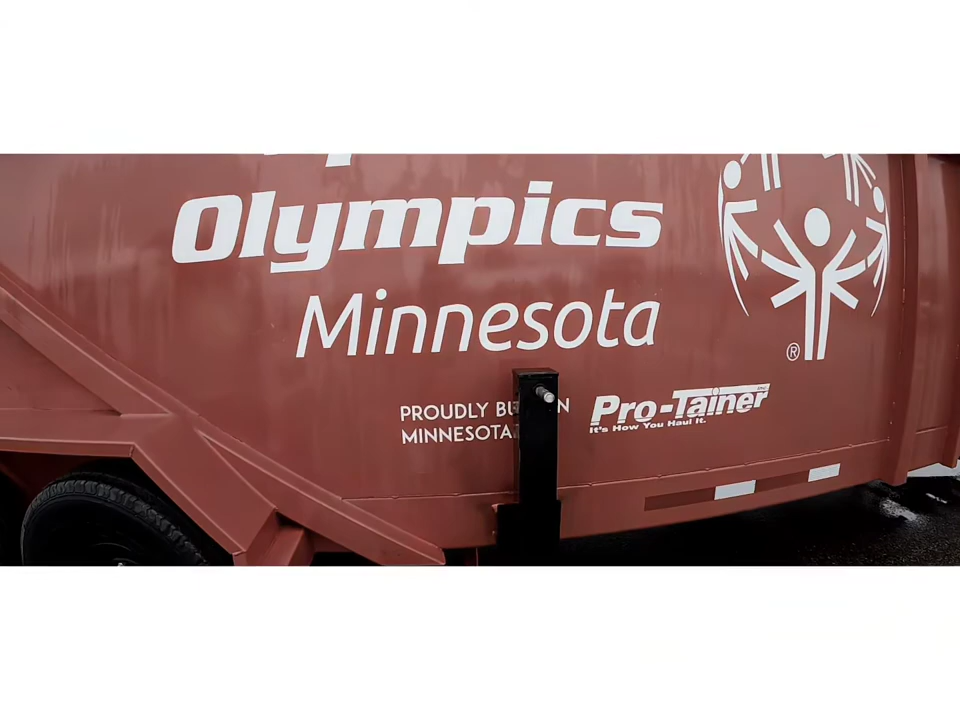 Olympics
Minnesota
®
PROUDLY
MINNESOTA
Pro-Tainer
It's How You Haul It.